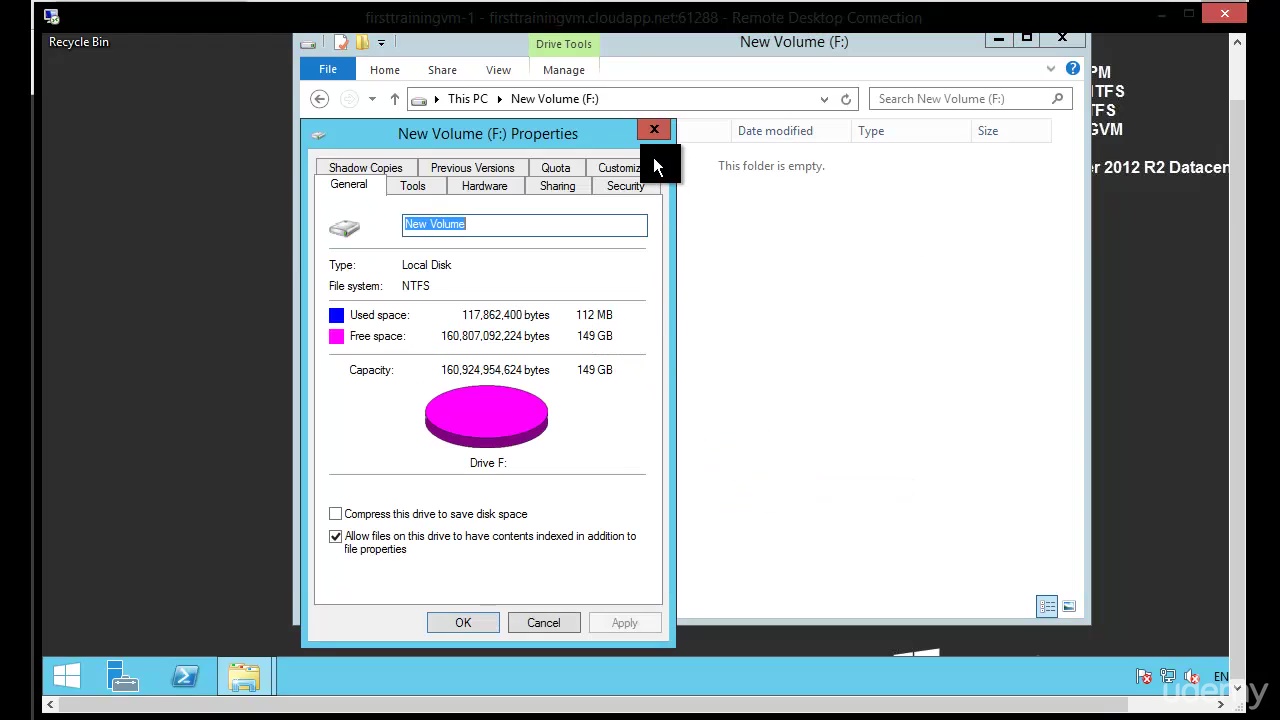 firsttrainingvm-1 - firsttrainingvm.cloudapp.net:61288 - Remote Desktop Connection
Recycle Bin
Drive Tools
New Volume (F:)
File
Home
Share
View
Manage
This PC
New Volume (F:)
Search New Volume (F:)
Date modified
Type
Size
This folder is empty.
PM
NTFS
TFS
GVM
er 2012 R2 Datacen
New Volume (F:) Properties
Shadow Copies
Previous Versions
Quota
Customiz
General
Tools
Hardware
Sharing
Security
New Volume
Type: Local Disk
File system: NTFS
Used space: 117,862,400 bytes 112 MB
Free space: 160,807,092,224 bytes 149 GB
Capacity: 160,924,954,624 bytes 149 GB
Drive F:
Compress this drive to save disk space
Allow files on this drive to have contents indexed in addition to
file properties
OK
Cancel
Apply
EN
udemy